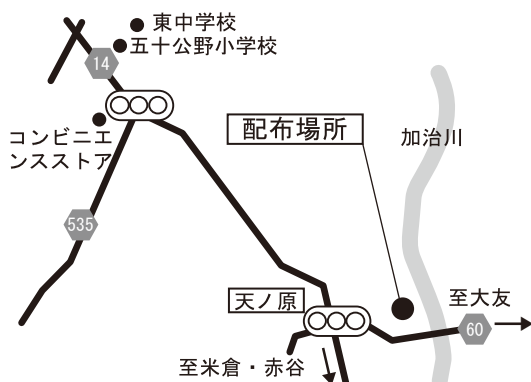 東中学校
五十公野小学校
14
コンビニエ
ンスストア
配布場所
加治川
535
天ノ原
至大友
60
至米倉・赤谷